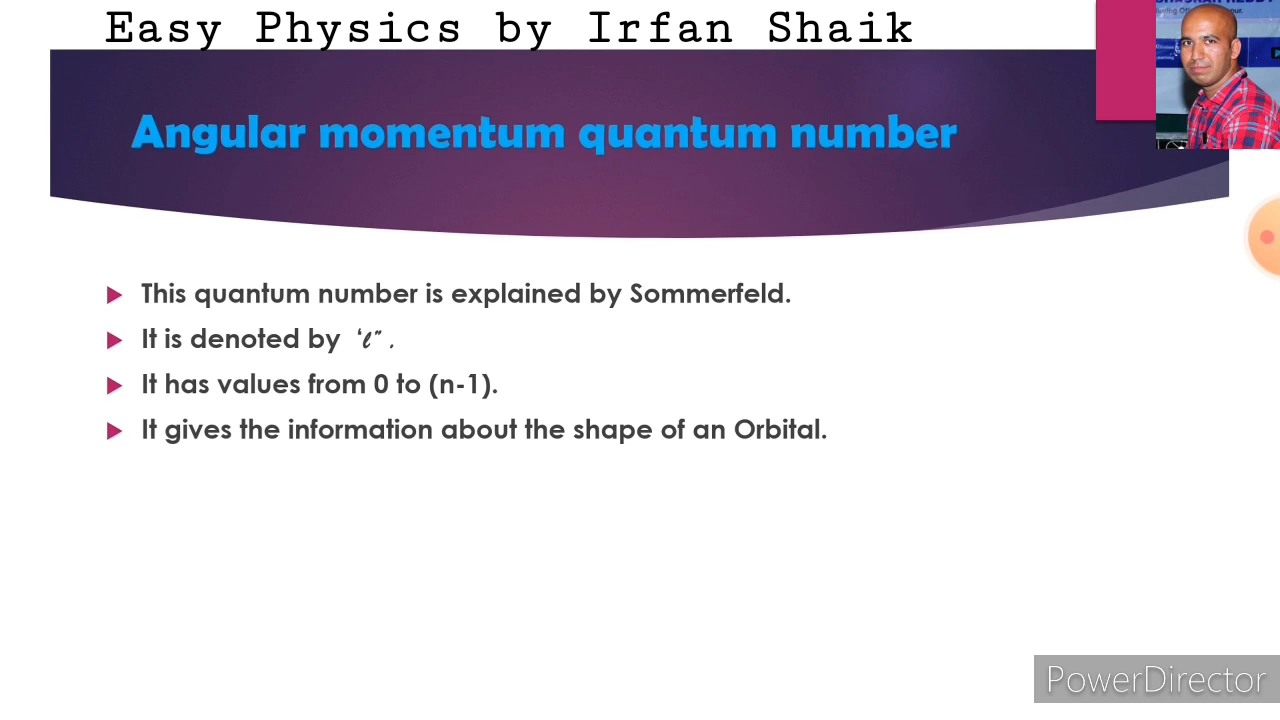 Easy Physics by Irfan Shaik
Angular momentum quantum number
This quantum number is explained by Sommerfeld.
It is denoted by ‘ℓ” .
It has values from 0 to (n-1).
It gives the information about the shape of an Orbital.
PowerDirector